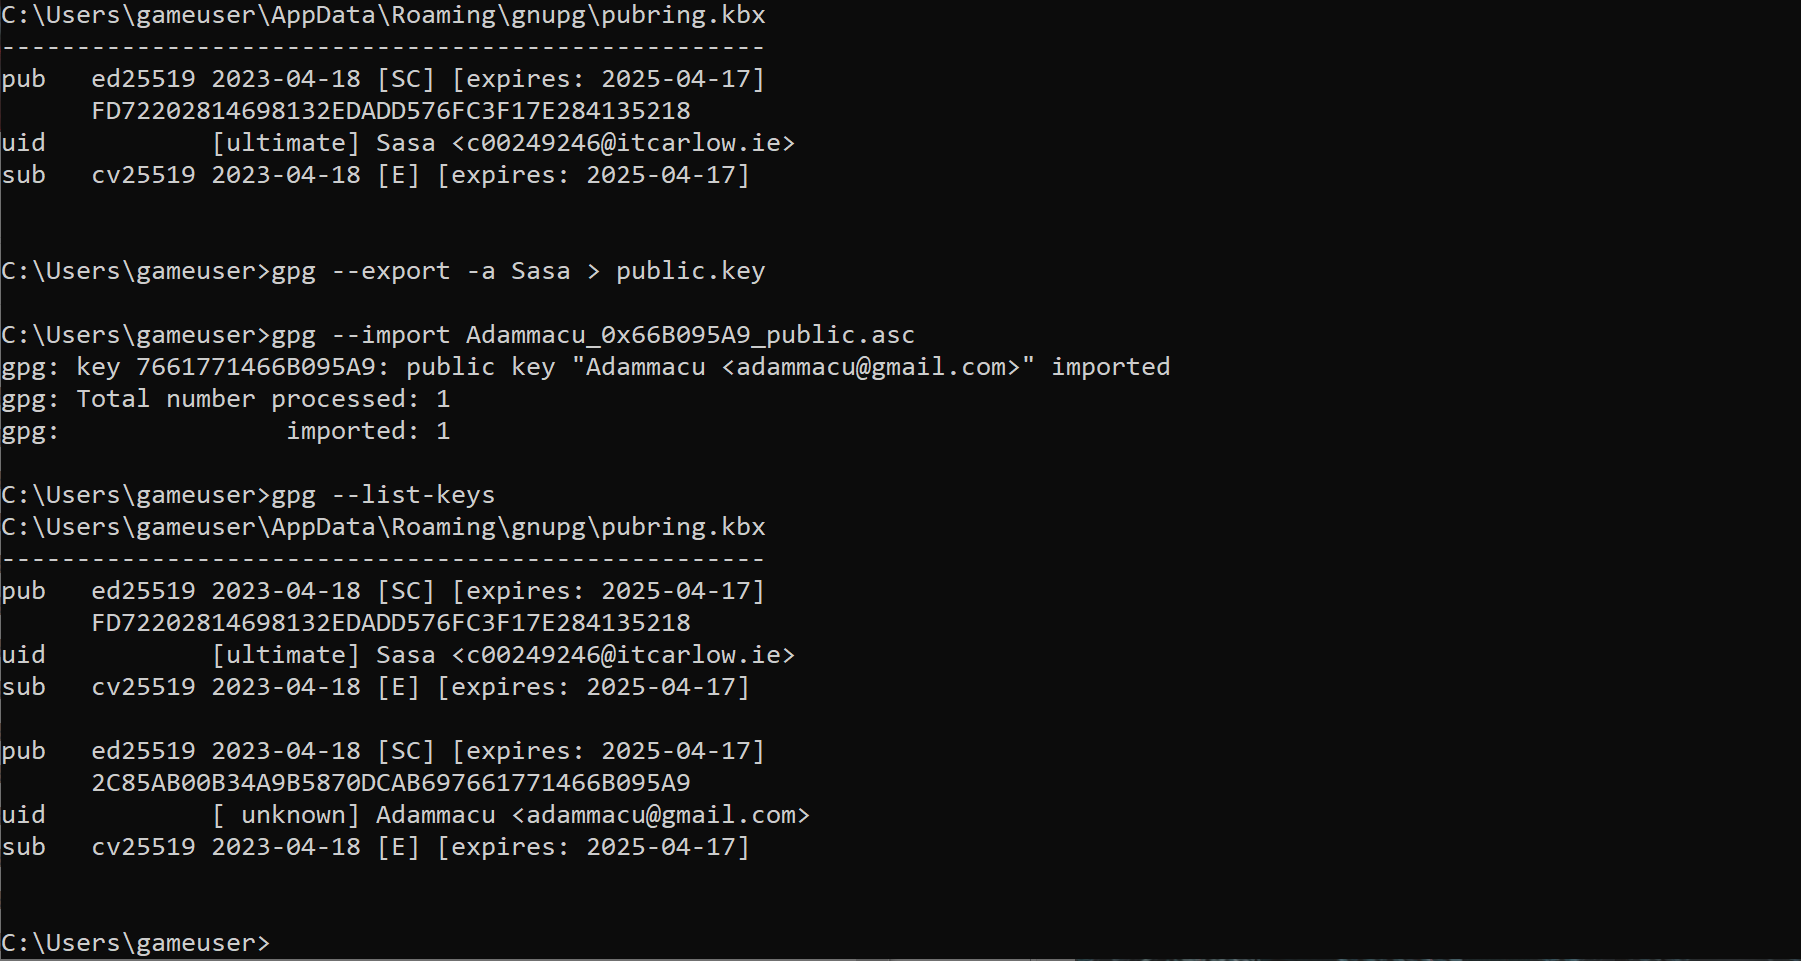 C:\Users\gameuser\AppData\Roaming\gnupg\pubring.kbx
---------------------------------------------------
pub   ed25519 2023-04-18 [SC] [expires: 2025-04-17]
      FD72202814698132EDADD576FC3F17E284135218
uid           [ultimate] Sasa <c00249246@itcarlow.ie>
sub   cv25519 2023-04-18 [E] [expires: 2025-04-17]
C:\Users\gameuser>gpg --export -a Sasa > public.key
C:\Users\gameuser>gpg --import Adammacu_0x66B095A9_public.asc
gpg: key 7661771466B095A9: public key "Adammacu <adammacu@gmail.com>" imported
gpg: Total number processed: 1
gpg:               imported: 1
C:\Users\gameuser>gpg --list-keys
C:\Users\gameuser\AppData\Roaming\gnupg\pubring.kbx
---------------------------------------------------
pub   ed25519 2023-04-18 [SC] [expires: 2025-04-17]
      FD72202814698132EDADD576FC3F17E284135218
uid           [ultimate] Sasa <c00249246@itcarlow.ie>
sub   cv25519 2023-04-18 [E] [expires: 2025-04-17]
pub   ed25519 2023-04-18 [SC] [expires: 2025-04-17]
      2C85AB00B34A9B5870DCAB697661771466B095A9
uid           [ unknown] Adammacu <adammacu@gmail.com>
sub   cv25519 2023-04-18 [E] [expires: 2025-04-17]
C:\Users\gameuser>